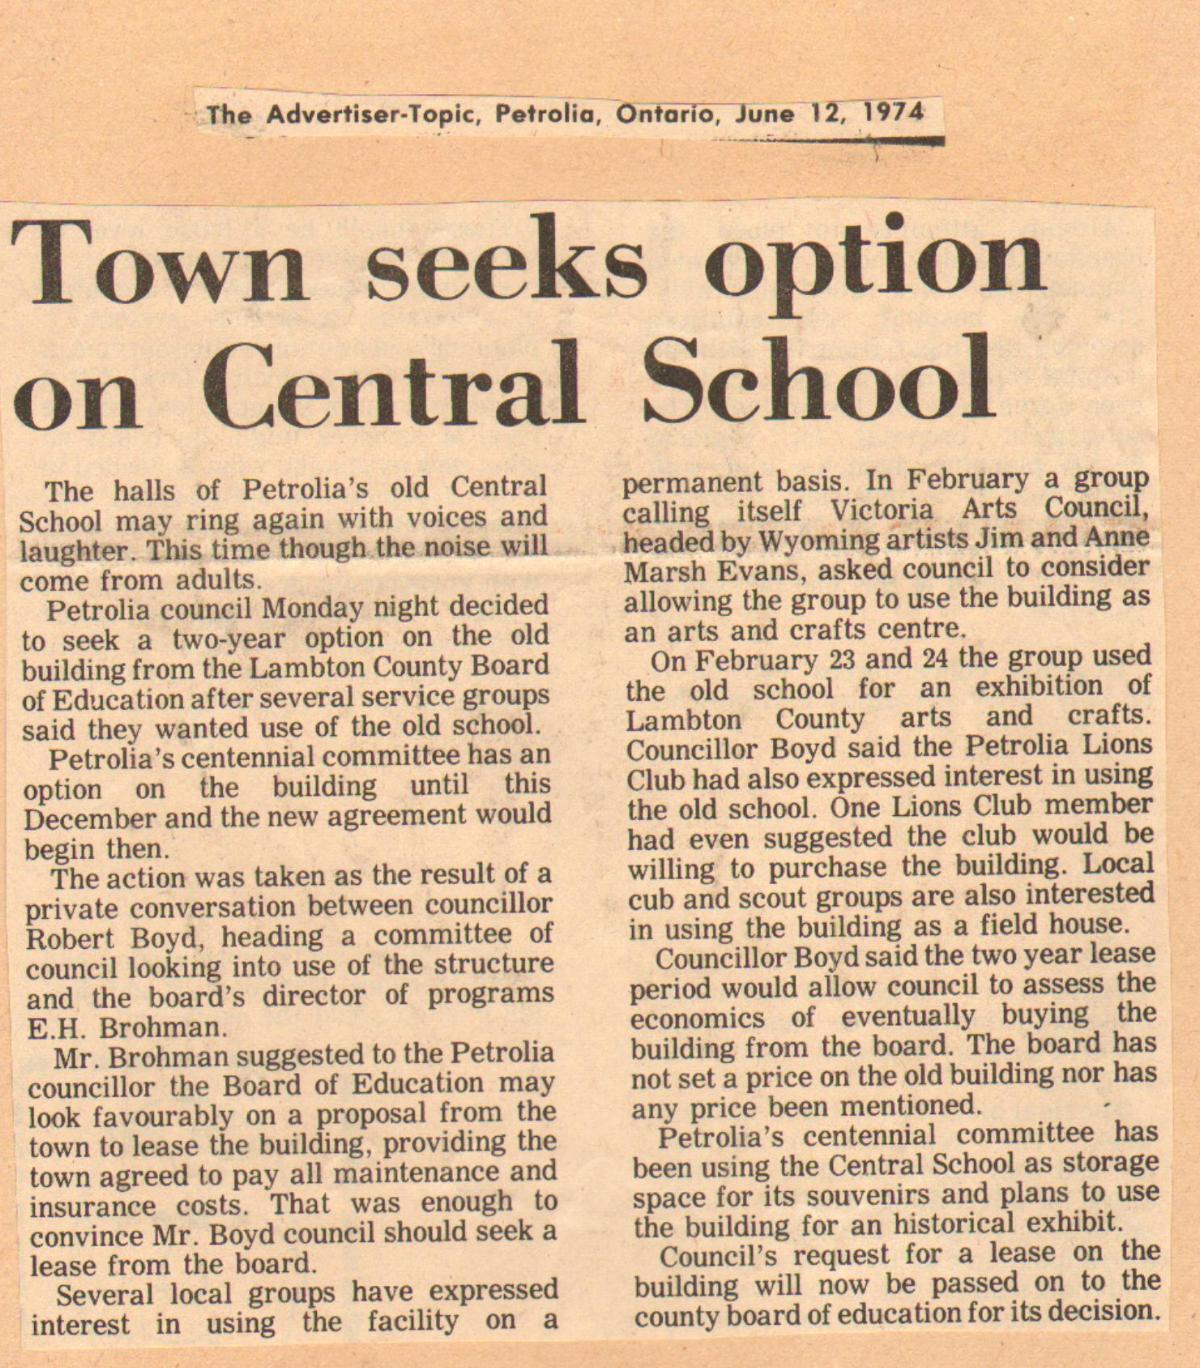 The Advertiser-Topic, Petrolia, Ontario, June 12, 1974
Town seeks option
on Central School
The halls of Petrolia's old Central
School may ring again with voices and
laughter. This time though the noise will
come from adults.
Petrolia council Monday night decided
to seek a two-year option on the old
building from the Lambton County Board
of Education after several service groups
said they wanted use of the old school.
Petrolia's centennial committee has an
option on the building until this
December and the new agreement would
begin then.
The action was taken as the result of a
private conversation between councillor
Robert Boyd, heading a committee of
council looking into use of the structure
and the board's director of programs
E.H. Brohman.
Mr. Brohman suggested to the Petrolia
councillor the Board of Education may
look favourably on a proposal from the
town to lease the building, providing the
town agreed to pay all maintenance and
insurance costs. That was enough to
convince Mr. Boyd council should seek a
lease from the board.
Several local groups have expressed
interest in using the facility on a
permanent basis. In February a group
calling itself Victoria Arts Council,
headed by Wyoming artists Jim and Anne
Marsh Evans, asked council to consider
allowing the group to use the building as
an arts and crafts centre.
On February 23 and 24 the group used
the old school for an exhibition of
Lambton County arts and crafts.
Councillor Boyd said the Petrolia Lions
Club had also expressed interest in using
the old school. One Lions Club member
had even suggested the club would be
willing to purchase the building. Local
cub and scout groups are also interested
in using the building as a field house.
Councillor Boyd said the two year lease
period would allow council to assess the
economics of eventually buying the
building from the board. The board has
not set a price on the old building nor has
any price been mentioned.
Petrolia's centennial committee has
been using the Central School as storage
space for its souvenirs and plans to use
the building for an historical exhibit.
Council's request for a lease on the
building will now be passed on to the
county board of education for its decision.